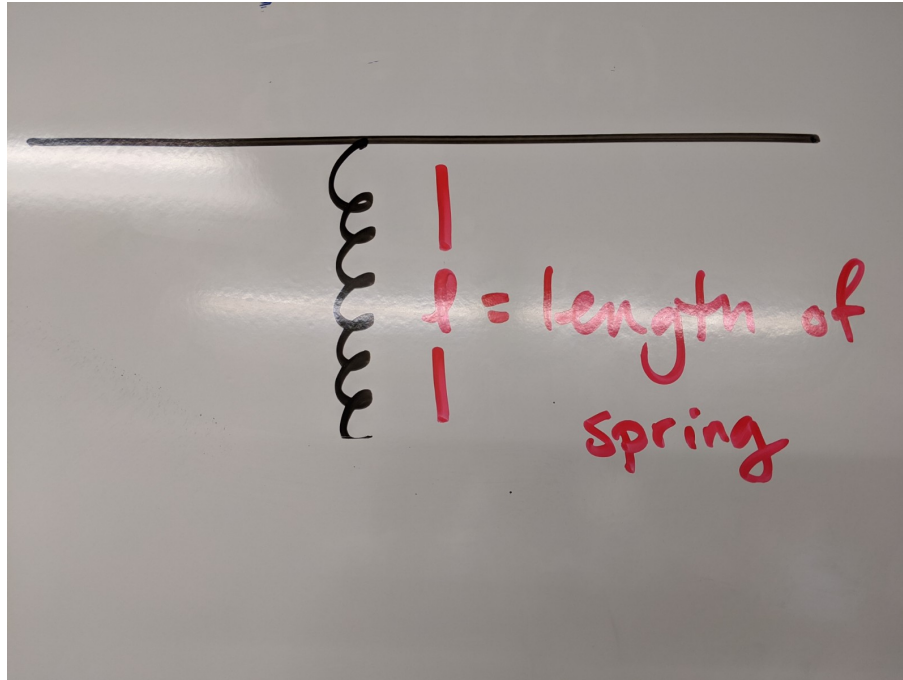 l = length of
spring